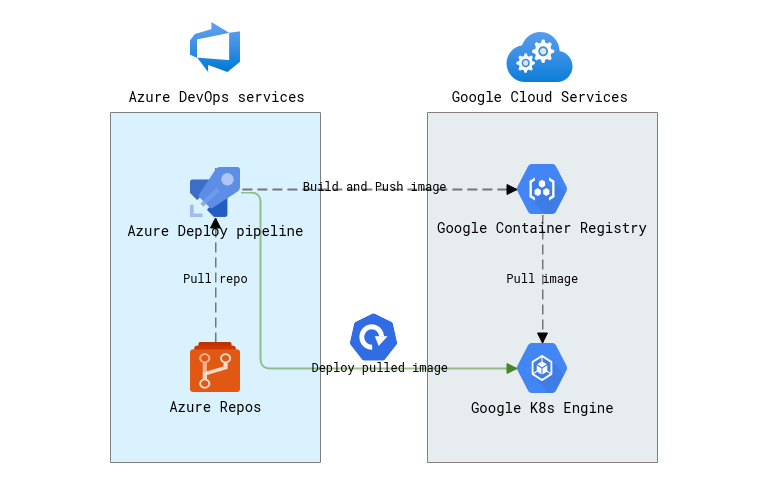 Azure DevOps services
Google Cloud Services
Build and Push image
Azure Deploy pipeline
Google Container Registry
Pull repo
Pull image
Deploy pulled image
Azure Repos
Google K8s Engine